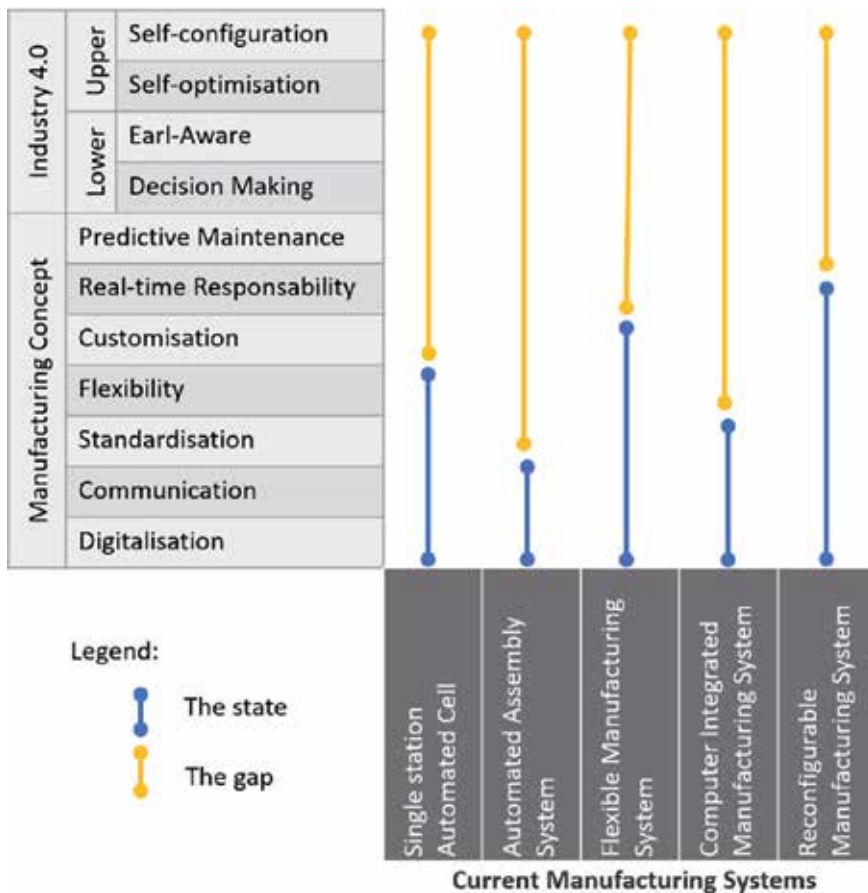 Industry 4.0
Upper
Self-configuration
Self-optimisation
Lower
Earl-Aware
Decision Making
Manufacturing Concept
Predictive Maintenance
Real-time Responsability
Customisation
Flexibility
Standardisation
Communication
Digitalisation
Legend:
The state
The gap
Single station
Automated Cell
Automated Assembly
System
Flexible Manufacturing
System
Computer Integrated
Manufacturing System
Reconfigurable
Manufacturing System
Current Manufacturing Systems